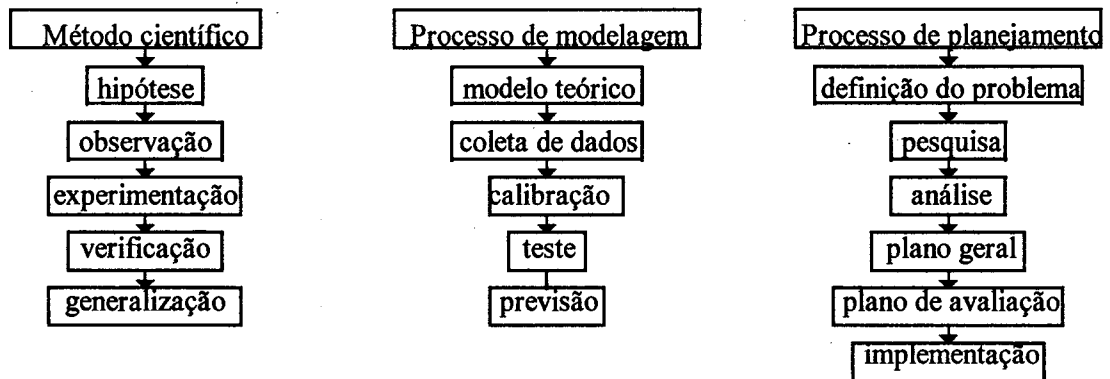 Método científico
hipótese
observação
experimentação
verificação
generalização
Processo de modelagem
modelo teórico
coleta de dados
calibração
teste
previsão
Processo de planejamento
definição do problema
pesquisa
análise
plano geral
plano de avaliação
implementação